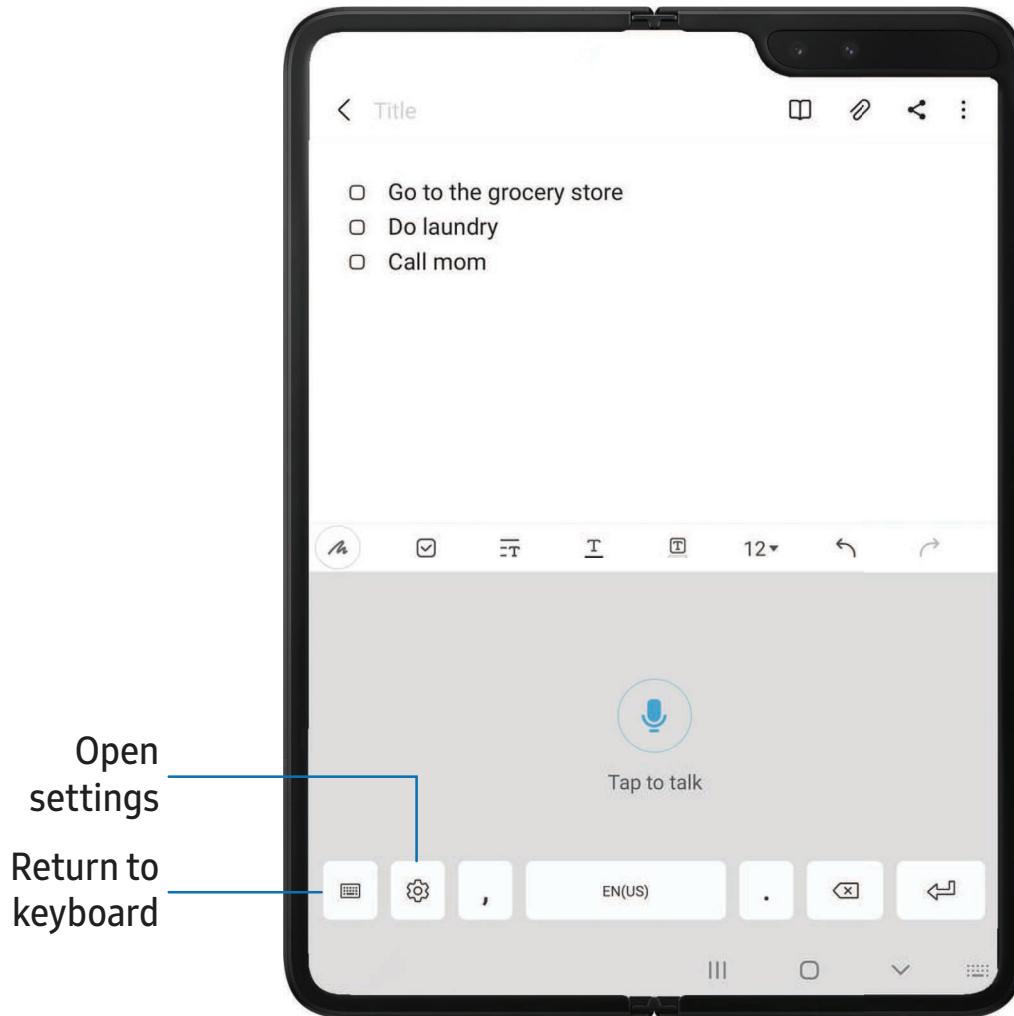 Title
Go to the grocery store
Do laundry
Call mom
T
T
T
12
Tap to talk
Open
settings
Return to
keyboard
,
EN(US)
.